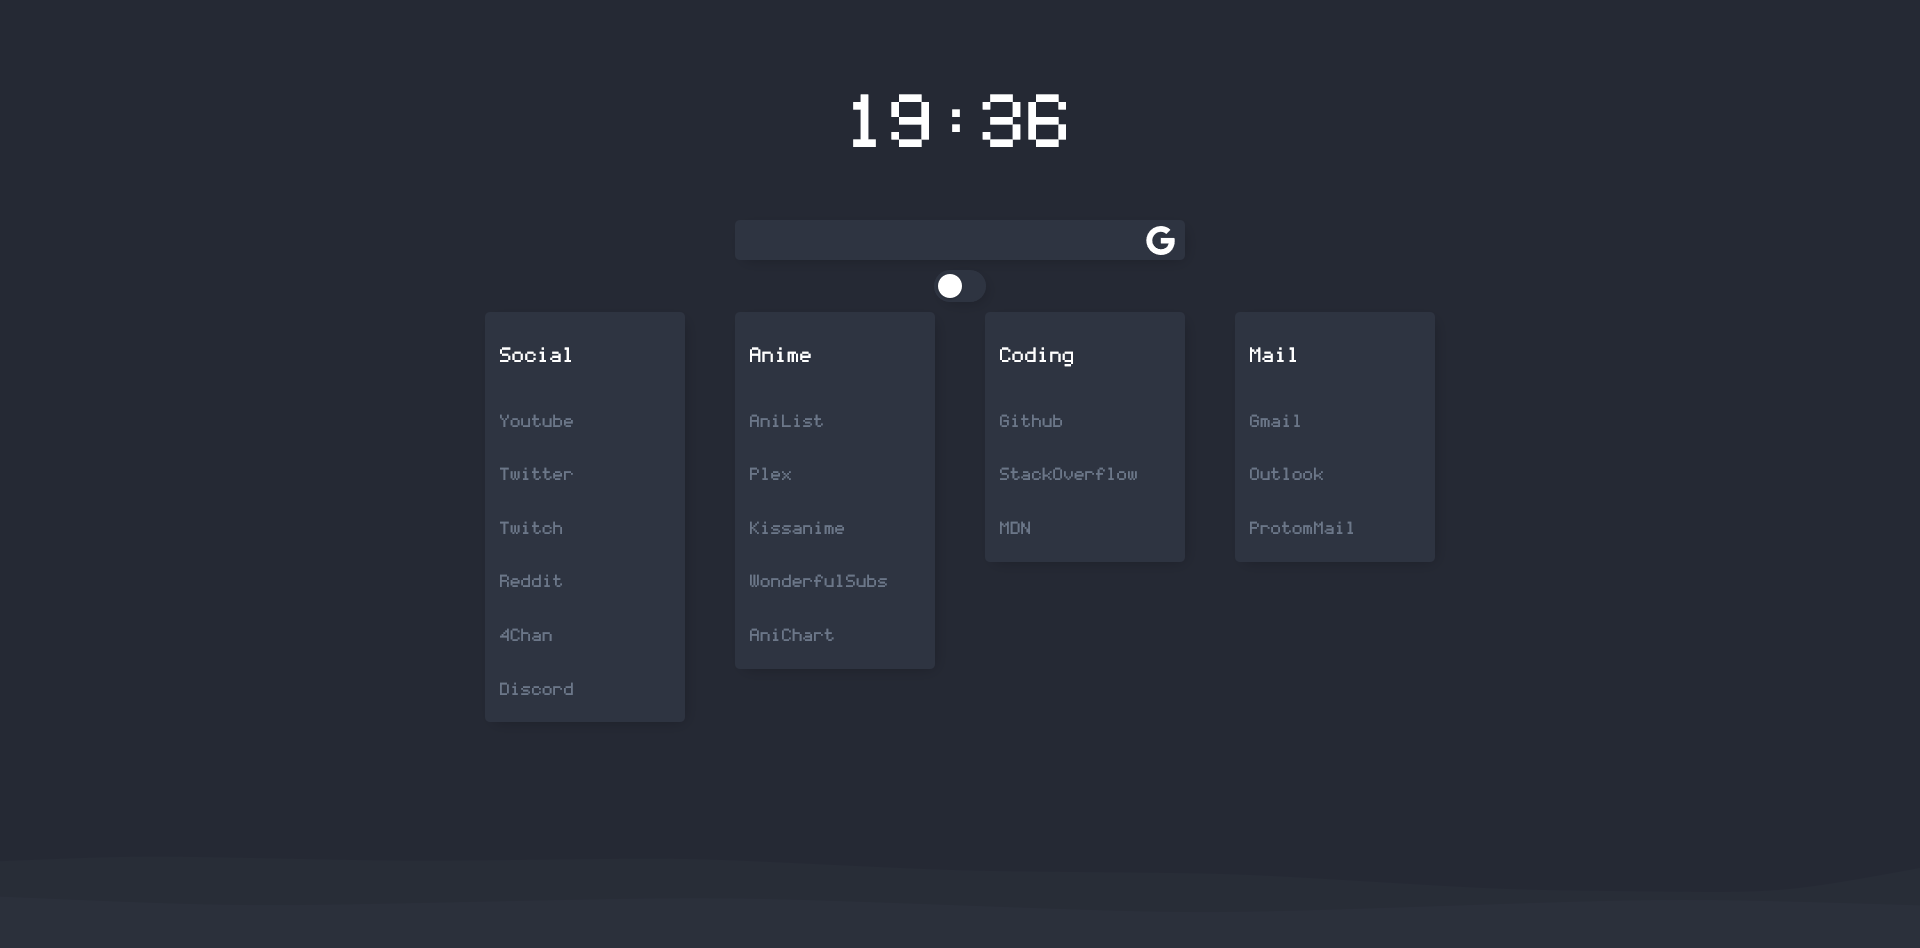 19:36
G
Social
Youtube
Twitter
Twitch
Reddit
4Chan
Discord
Anime
AniList
Plex
Kissanime
WonderfulSubs
AniChart
Coding
Github
StackOverflow
MDN
Mail
Gmail
Outlook
ProtomMail